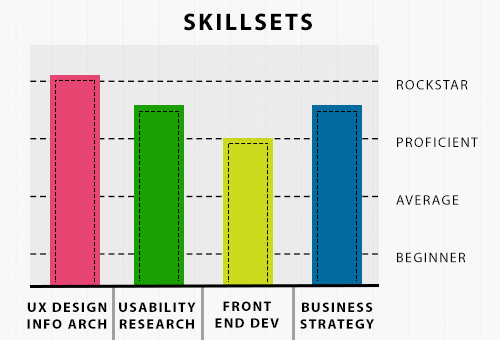 SKILLSETS
ROCKSTAR
PROFICIENT
AVERAGE
BEGINNER
UX DESIGN
INFO ARCH
USABILITY
RESEARCH
FRONT
END DEV
BUSINESS
STRATEGY